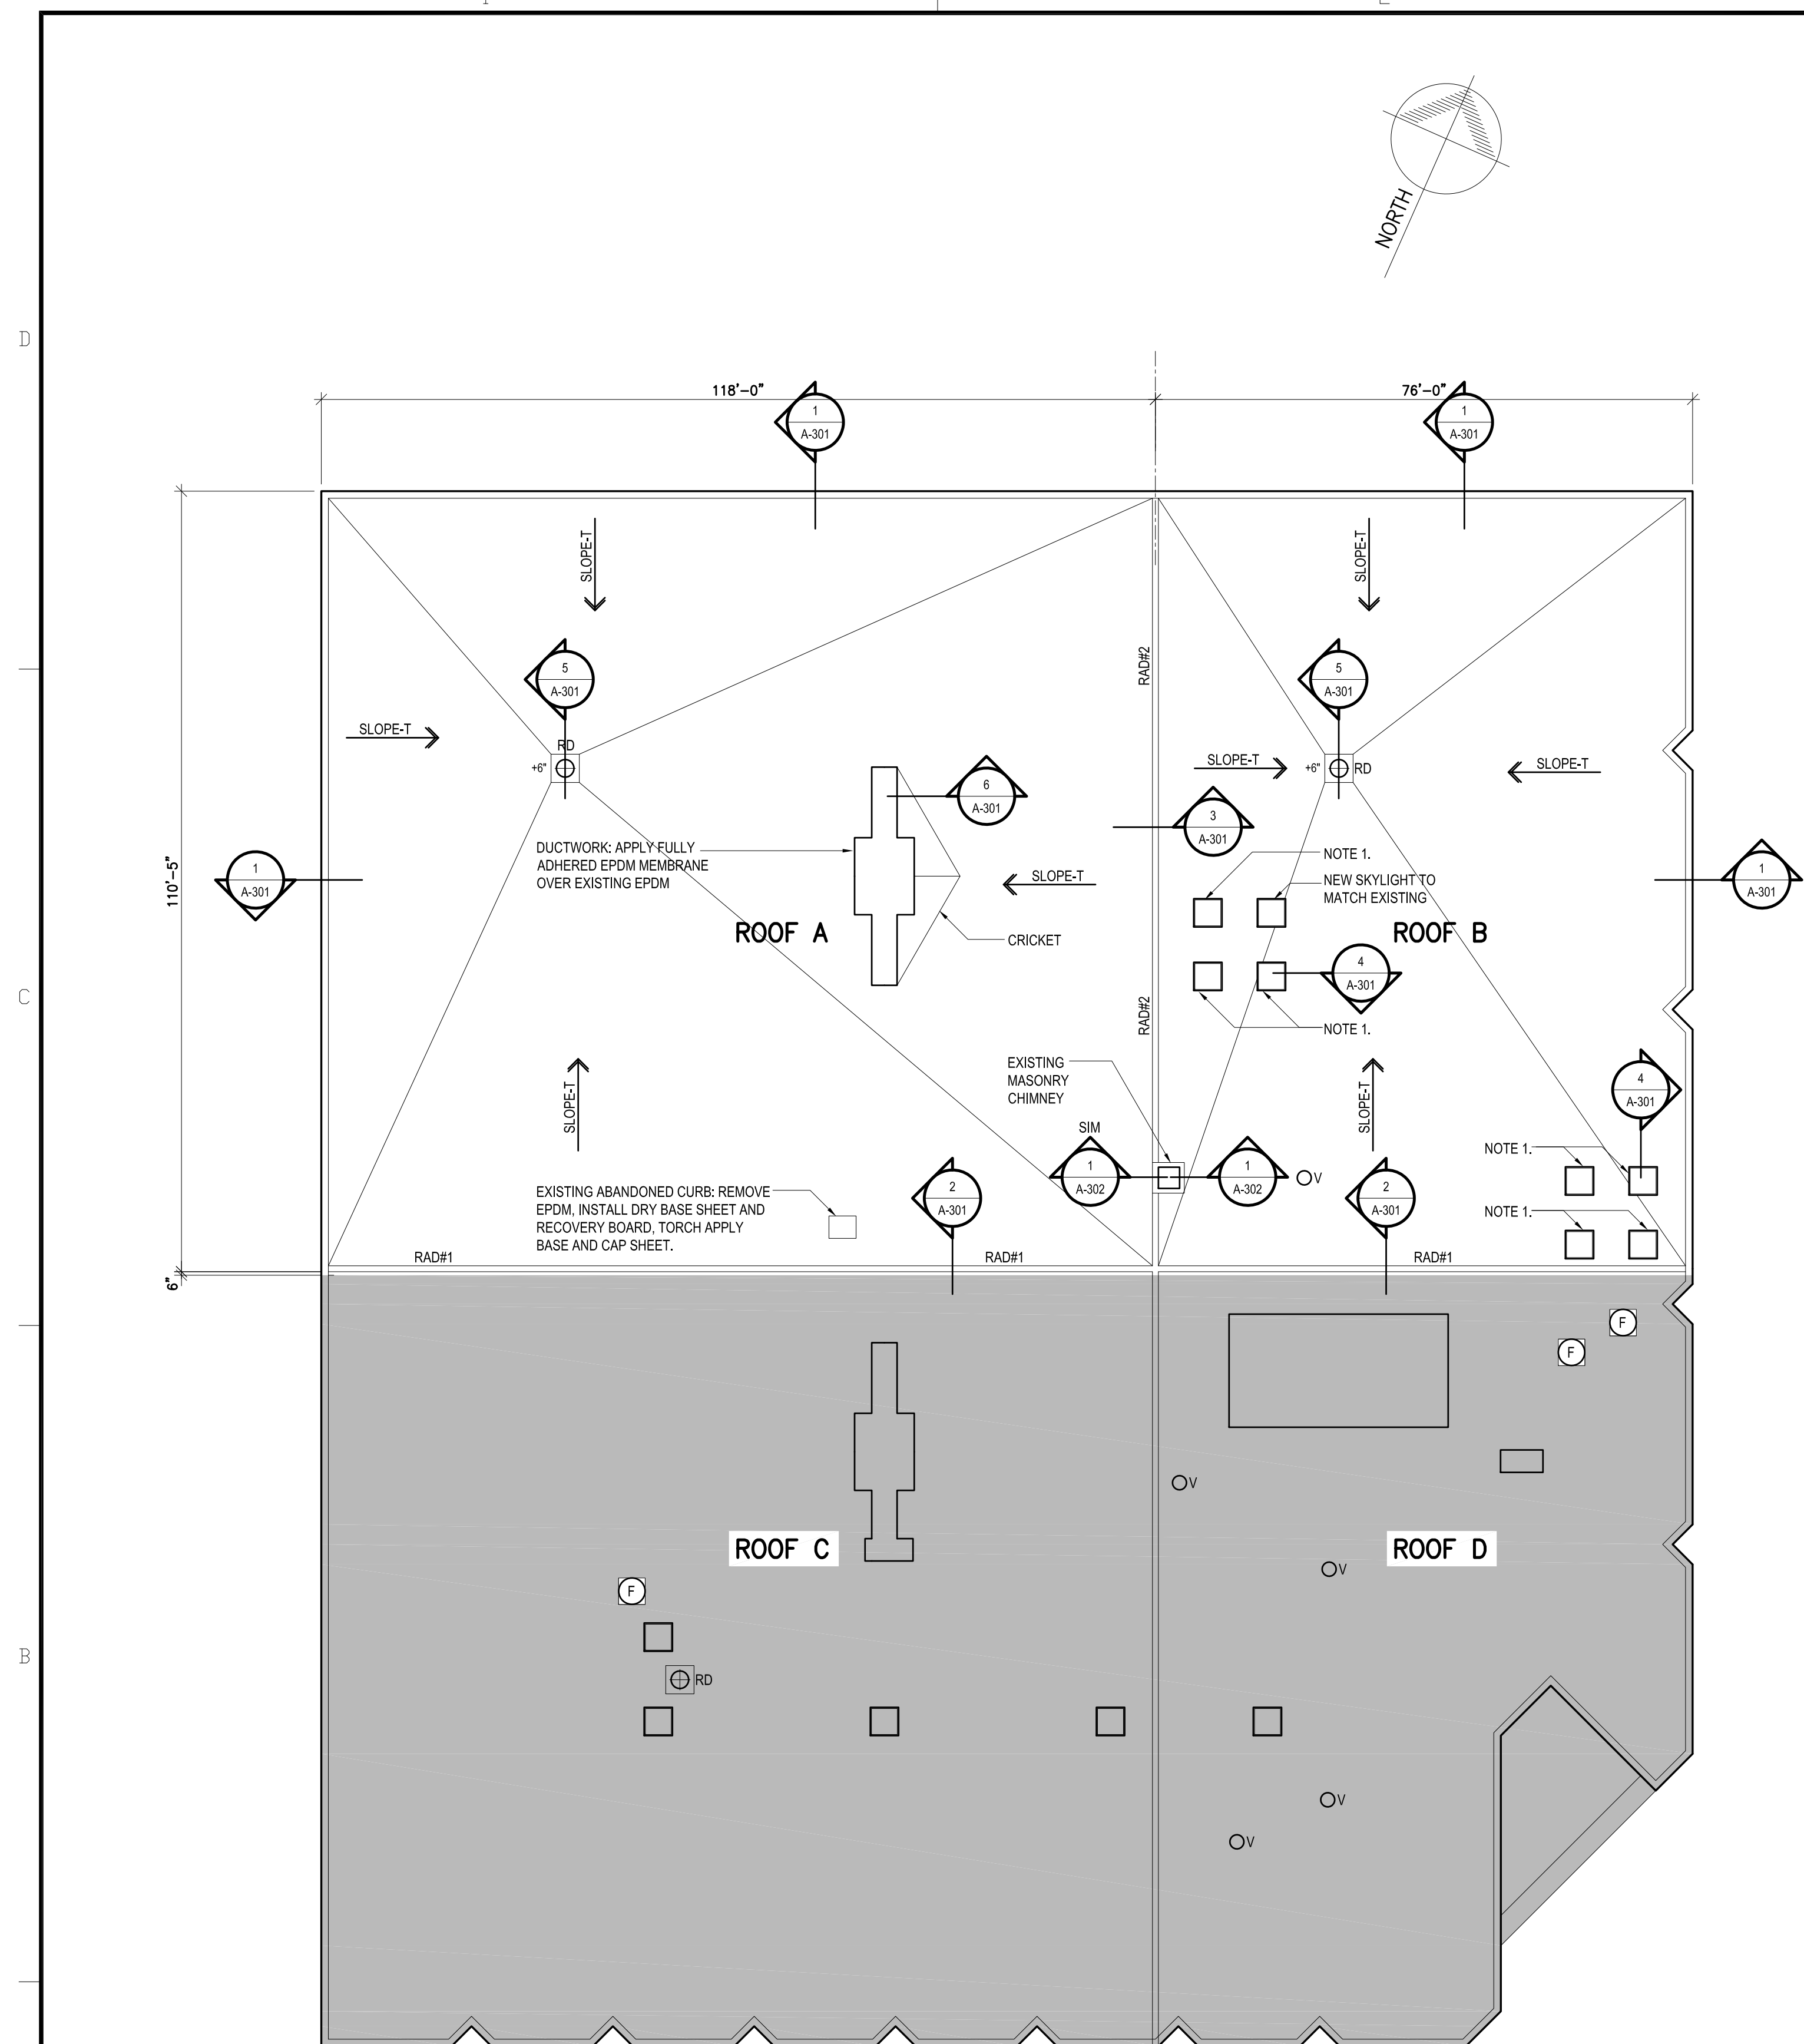 NORTH
D
118'-0"
76'-0"
1
A-301
1
A-301
SLOPE-T
SLOPE-T
RAD#2
5
A-301
5
A-301
SLOPE-T
RD
+6"
SLOPE-T
+6"
RD
SLOPE-T
6
A-301
3
A-301
DUCTWORK: APPLY FULLY
ADHERED EPDM MEMBRANE
OVER EXISTING EPDM
NOTE 1.
NEW SKYLIGHT TO
MATCH EXISTING
SLOPE-T
1
A-301
1
A-301
110'-5"
ROOF A
CRICKET
ROOF B
4
A-301
C
RAD#2
NOTE 1.
EXISTING
MASONRY
CHIMNEY
SLOPE-T
SLOPE-T
4
A-301
SIM
1
A-302
1
A-302
V
NOTE 1.
EXISTING ABANDONED CURB: REMOVE
EPDM, INSTALL DRY BASE SHEET AND
RECOVERY BOARD, TORCH APPLY
BASE AND CAP SHEET.
2
A-301
2
A-301
NOTE 1.
RAD#1
RAD#1
RAD#1
6"
F
F
V
ROOF C
ROOF D
V
F
B
RD
V
V